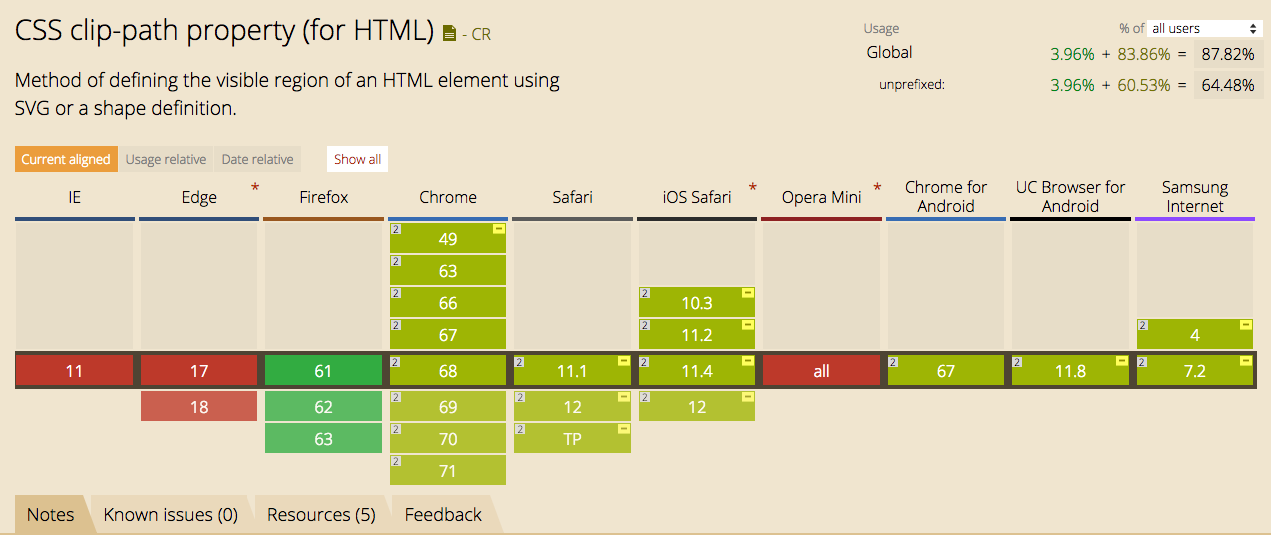 CSS clip-path property (for HTML) - CR
Usage % of all users
Global 3.96% + 83.86% = 87.82%
unprefixed: 3.96% + 60.53% = 64.48%
Method of defining the visible region of an HTML element using
SVG or a shape definition.
Current aligned Usage relative Date relative Show all
IE Edge * Firefox Chrome Safari iOS Safari * Opera Mini * Chrome for Android UC Browser for Android Samsung Internet
2 49 -
2 63
2 66 2 10.3 -
2 67 2 11.2 - 2 4 -
11 17 61 2 68 2 11.1 - 2 11.4 - all 2 67 2 11.8 - 2 7.2 -
18 62 2 69 2 12 - 2 12 -
63 2 70 2 TP -
2 71
Notes Known issues (0) Resources (5) Feedback